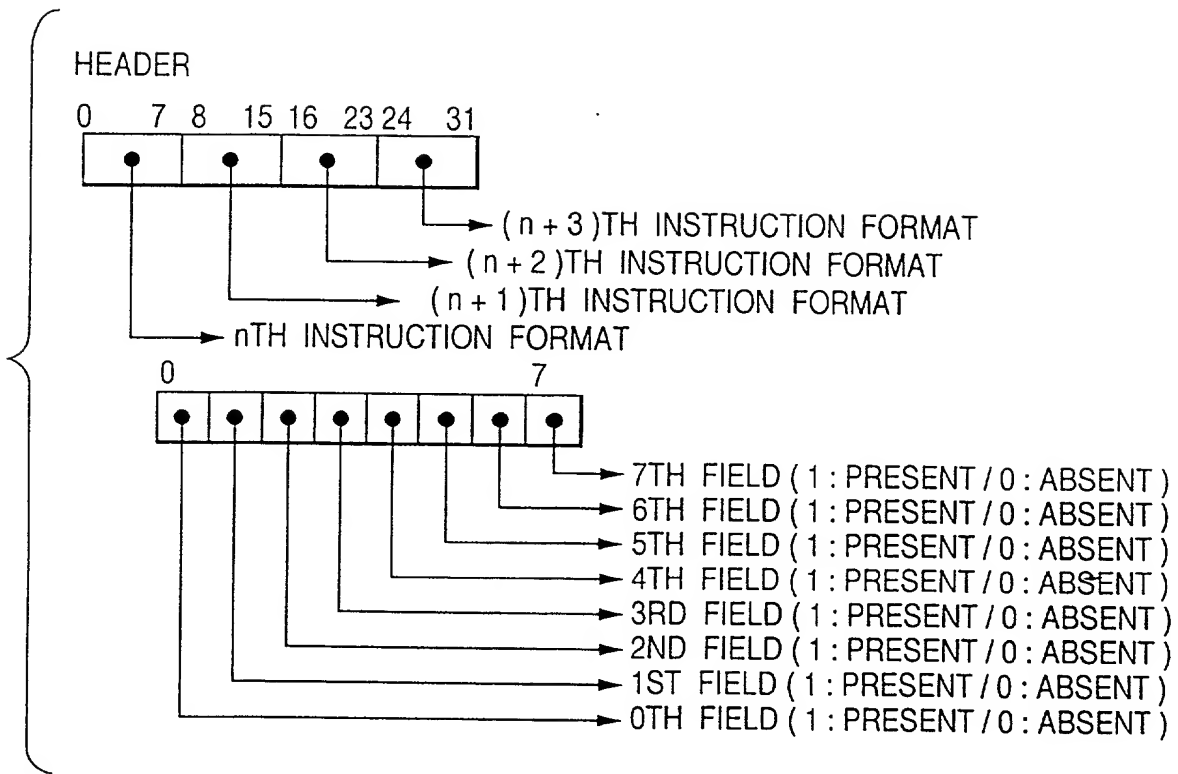 HEADER
0 7 8 15 16 23 24 31
( n + 3 )TH INSTRUCTION FORMAT
( n + 2 )TH INSTRUCTION FORMAT
( n + 1 )TH INSTRUCTION FORMAT
nTH INSTRUCTION FORMAT
0 7
7TH FIELD ( 1 : PRESENT / 0 : ABSENT )
6TH FIELD ( 1 : PRESENT / 0 : ABSENT )
5TH FIELD ( 1 : PRESENT / 0 : ABSENT )
4TH FIELD ( 1 : PRESENT / 0 : ABSENT )
3RD FIELD ( 1 : PRESENT / 0 : ABSENT )
2ND FIELD ( 1 : PRESENT / 0 : ABSENT )
1ST FIELD ( 1 : PRESENT / 0 : ABSENT )
0TH FIELD ( 1 : PRESENT / 0 : ABSENT )